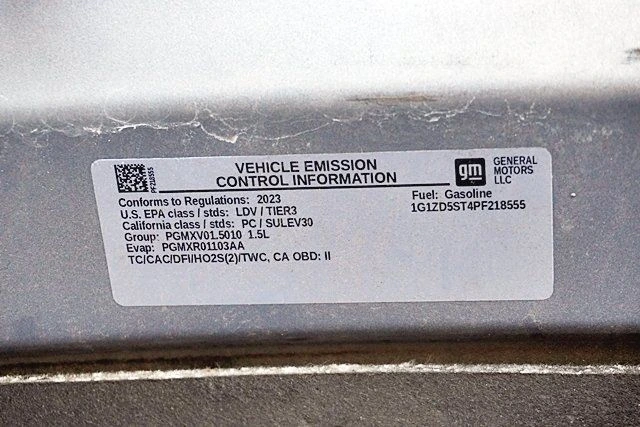 VEHICLE EMISSION
CONTROL INFORMATION
gm
GENERAL
MOTORS
LLC
PF218555
Conforms to Regulations: 2023
U.S. EPA class / stds: LDV / TIER3
California class / stds: PC / SULEV30
Group: PGMXV01.5010 1.5L
Evap: PGMXR01103AA
TC/CAC/DFI/HO2S(2)/TWC, CA OBD: II
Fuel: Gasoline
1G1ZD5ST4PF218555